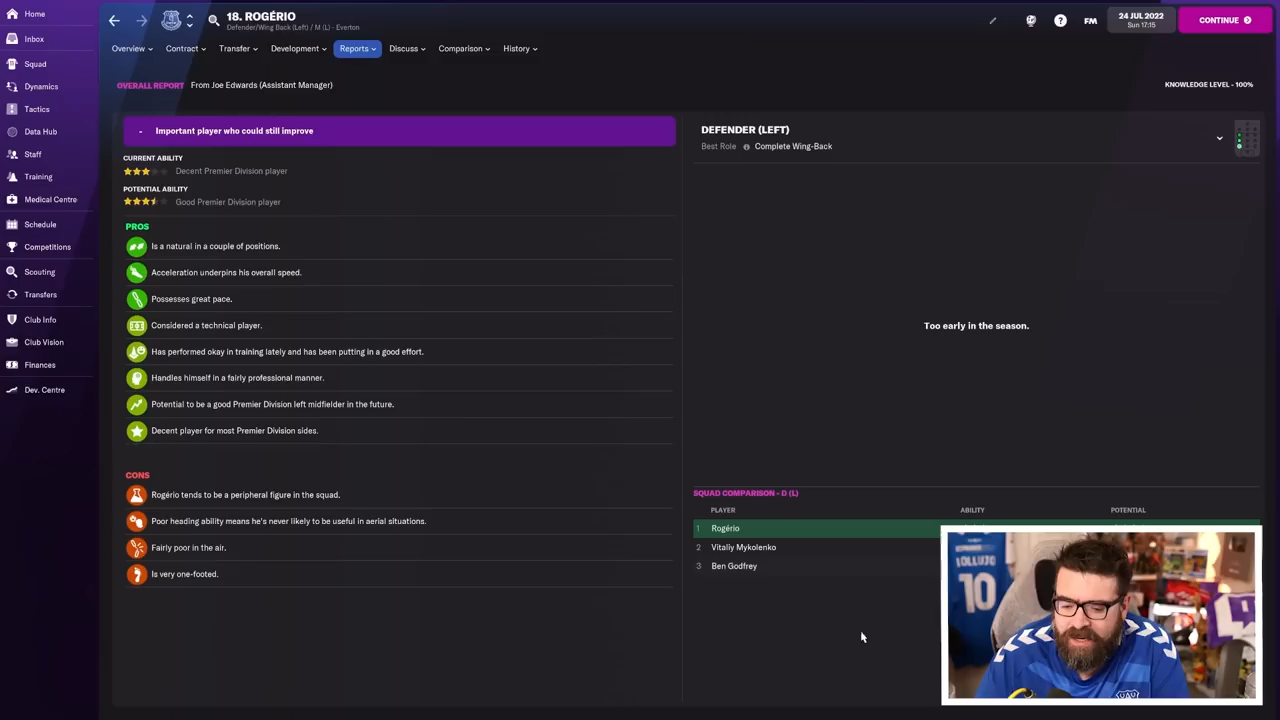 Home
Inbox
Squad
Dynamics
Tactics
Data Hub
Staff
Training
Medical Centre
Schedule
Competitions
Scouting
Transfers
Club Info
Club Vision
Finances
Dev. Centre
18. ROGÉRIO
Defender/Wing Back (Left) / M (L) - Everton
FM
24 JUL 2022
Sun 17:15
CONTINUE
Overview
Contract
Transfer
Development
Reports
Discuss
Comparison
History
OVERALL REPORT From Joe Edwards (Assistant Manager)
KNOWLEDGE LEVEL - 100%
- Important player who could still improve
CURRENT ABILITY
Decent Premier Division player
POTENTIAL ABILITY
Good Premier Division player
PROS
Is a natural in a couple of positions.
Acceleration underpins his overall speed.
Possesses great pace.
Considered a technical player.
Has performed okay in training lately and has been putting in a good effort.
Handles himself in a fairly professional manner.
Potential to be a good Premier Division left midfielder in the future.
Decent player for most Premier Division sides.
CONS
Rogério tends to be a peripheral figure in the squad.
Poor heading ability means he's never likely to be useful in aerial situations.
Fairly poor in the air.
Is very one-footed.
DEFENDER (LEFT)
Best Role Complete Wing-Back
Too early in the season.
SQUAD COMPARISON - D (L)
PLAYER ABILITY POTENTIAL
1 Rogério
2 Vitaliy Mykolenko
3 Ben Godfrey
10